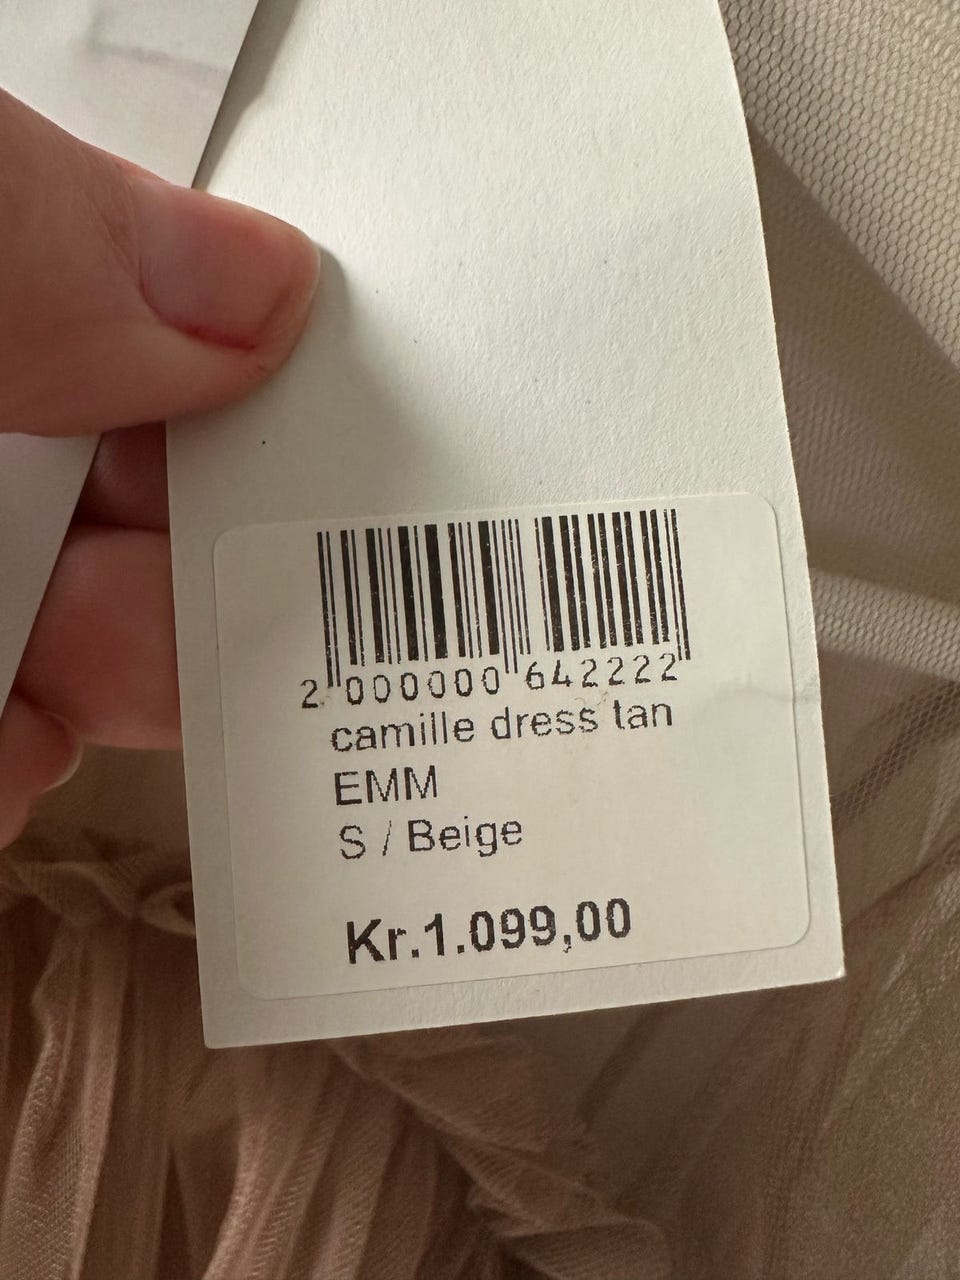 2 000000 642222
camille dress tan
EMM
S / Beige
Kr.1.099,00